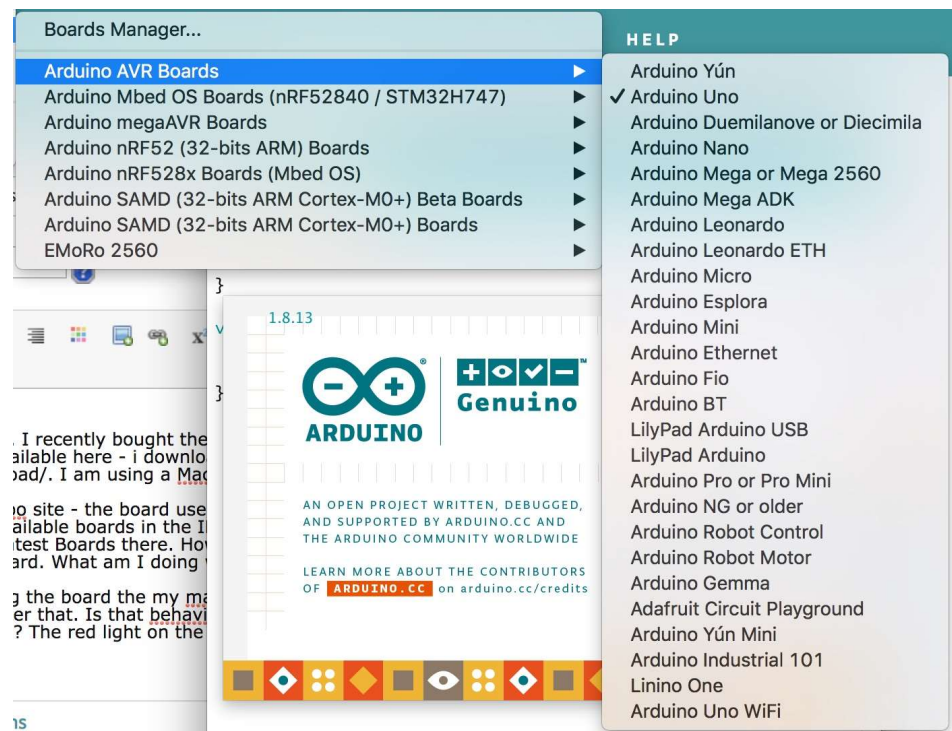 Boards Manager...
Arduino AVR Boards
Arduino Mbed OS Boards (nRF52840 / STM32H747)
Arduino megaAVR Boards
Arduino nRF52 (32-bits ARM) Boards
Arduino nRF528x Boards (Mbed OS)
Arduino SAMD (32-bits ARM Cortex-M0+) Beta Boards
Arduino SAMD (32-bits ARM Cortex-M0+) Boards
EMoRo 2560
HELP
Arduino Yún
✓ Arduino Uno
Arduino Duemilanove or Diecimila
Arduino Nano
Arduino Mega or Mega 2560
Arduino Mega ADK
Arduino Leonardo
Arduino Leonardo ETH
Arduino Micro
Arduino Esplora
Arduino Mini
Arduino Ethernet
Arduino Fio
Arduino BT
LilyPad Arduino USB
LilyPad Arduino
Arduino Pro or Pro Mini
Arduino NG or older
Arduino Robot Control
Arduino Robot Motor
Arduino Gemma
Adafruit Circuit Playground
Arduino Yún Mini
Arduino Industrial 101
Linino One
Arduino Uno WiFi
}
}
1.8.13
ARDUINO
Genuino
AN OPEN PROJECT WRITTEN, DEBUGGED,
AND SUPPORTED BY ARDUINO.CC AND
THE ARDUINO COMMUNITY WORLDWIDE
LEARN MORE ABOUT THE CONTRIBUTORS
OF ARDUINO.CC on arduino.cc/credits
. I recently bought the
ailable here - i downlo
oad/. I am using a Mac
oo site - the board use
ailable boards in the I
test Boards there. How
ard. What am I doing
g the board the my ma
er that. Is that behavi
? The red light on the
ns